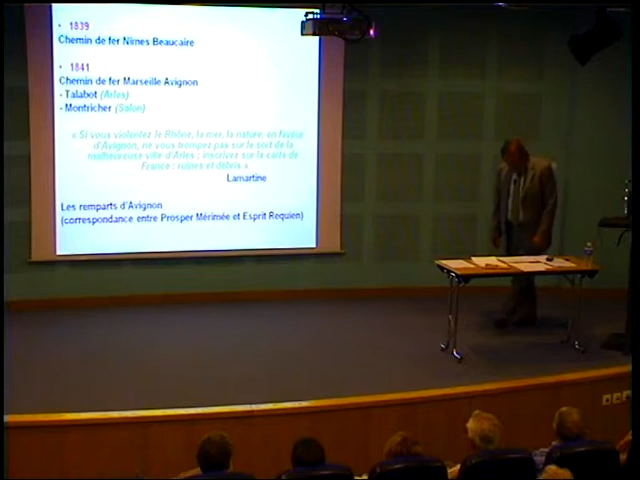 • 1839
Chemin de fer Nîmes Beaucaire
• 1841
Chemin de fer Marseille Avignon
- Talabot (Arles)
- Montricher (Salon)
« Si vous violentez le Rhône, la mer, la nature, en faveur
d'Avignon, ne vous trompez pas sur le sort de la
malheureuse ville d'Arles ; inscrivez sur la carte de
France : ruines et débris »
Lamartine
Les remparts d'Avignon
(correspondance entre Prosper Mérimée et Esprit Requien)